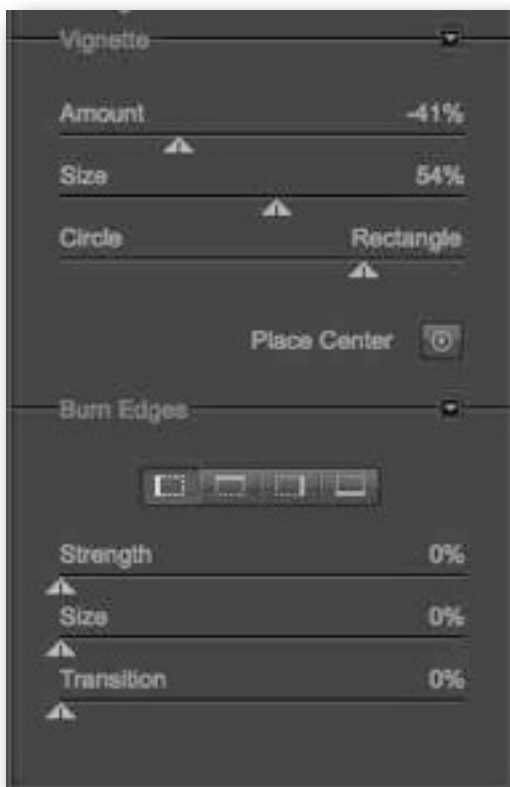 Vignette
Amount -41%
Size 54%
Circle Rectangle
Place Center
Burn Edges
Strength 0%
Size 0%
Transition 0%